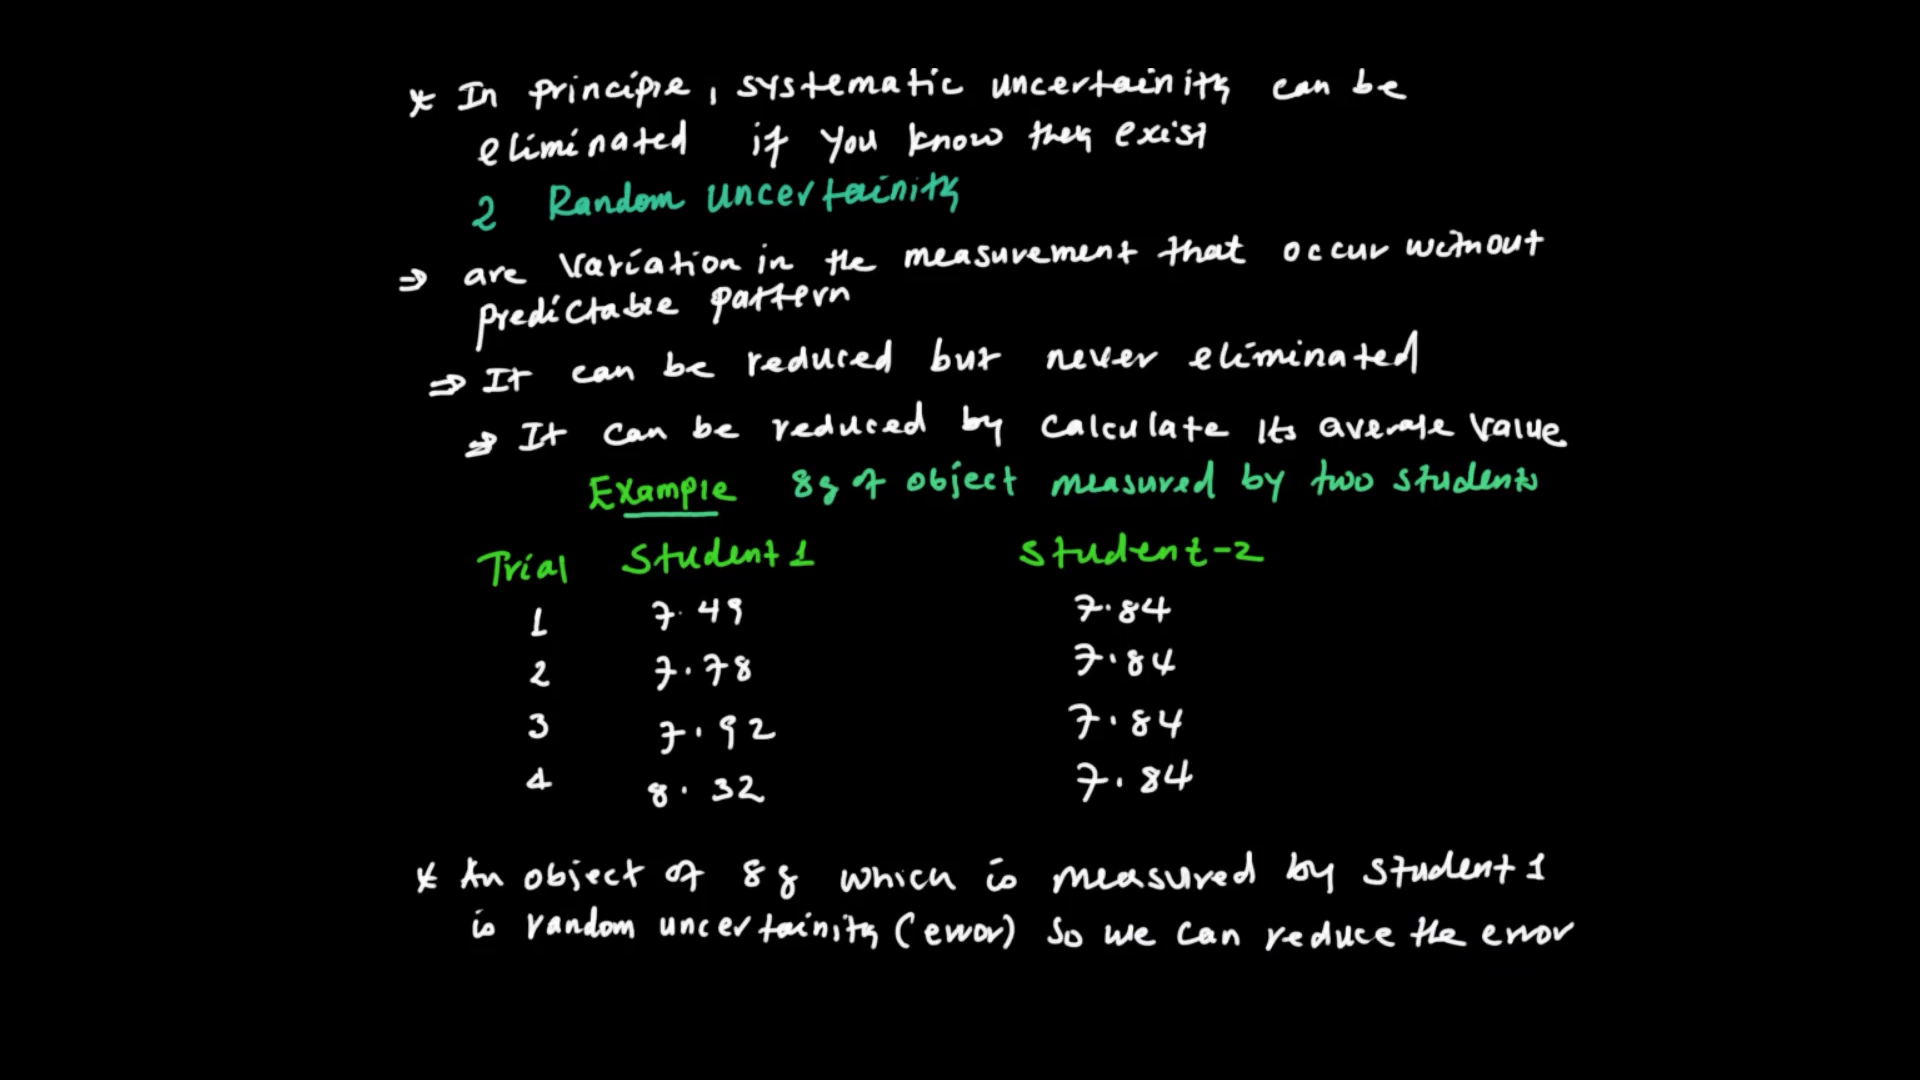 * In principle, systematic uncertainity can be
eliminated if you know they exist
2 Random uncertainity
⇒ are variation in the measurement that occur without
predictable pattern
⇒ It can be reduced but never eliminated
⇒ It can be reduced by calculate its average value
Example 8g of object measured by two students
Trial Student 1 student-2
1 7.49 7.84
2 7.78 7.84
3 7.92 7.84
4 8.32 7.84
* An object of 8g which is measured by student 1
is random uncertainity (error) so we can reduce the error